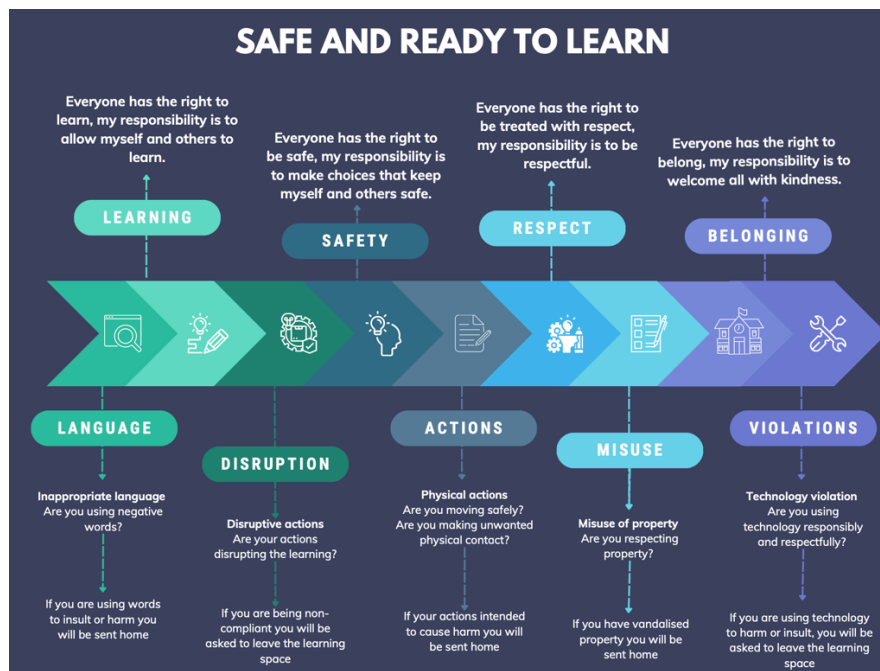 SAFE AND READY TO LEARN
Everyone has the right to
learn, my responsibility is to
allow myself and others to
learn.
LEARNING
Everyone has the right to
be safe, my responsibility is
to make choices that keep
myself and others safe.
SAFETY
Everyone has the right to
be treated with respect,
my responsibility is to be
respectful.
RESPECT
Everyone has the right to
belong, my responsibility is to
welcome all with kindness.
BELONGING
LANGUAGE
Inappropriate language
Are you using negative
words?
If you are using words
to insult or harm you
will be sent home
DISRUPTION
Disruptive actions
Are your actions
disrupting the learning?
If you are being non-
compliant you will be
asked to leave the learning
space
ACTIONS
Physical actions
Are you moving safely?
Are you making unwanted
physical contact?
If your actions intended
to cause harm you will
be sent home
MISUSE
Misuse of property
Are you respecting
property?
If you have vandalised
property you will be
sent home
VIOLATIONS
Technology violation
Are you using
technology responsibly
and respectfully?
If you are using technology
to harm or insult, you will be
asked to leave the learning
space